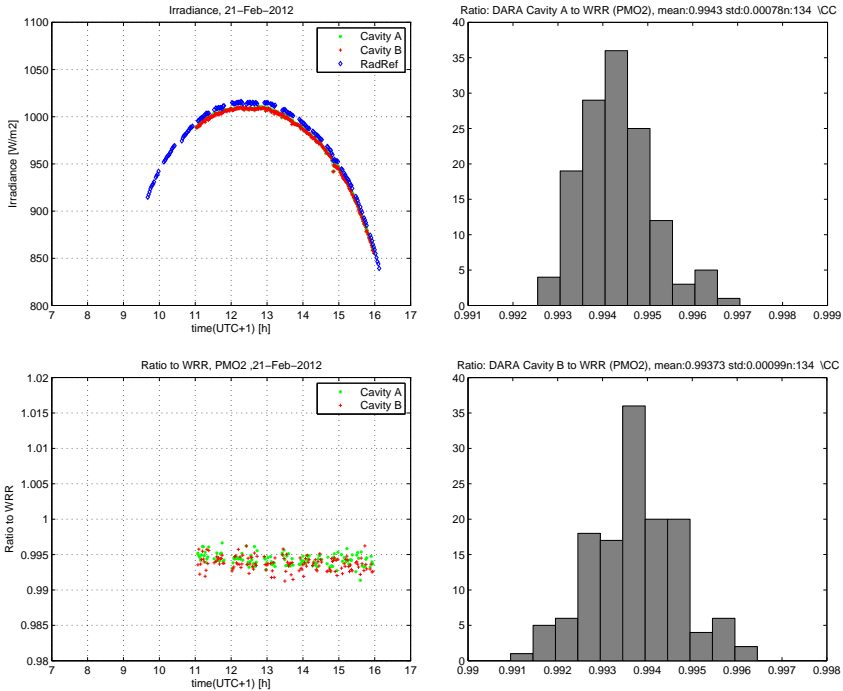 Irradiance, 21−Feb−2012
1100
1050
1000
950
900
850
800
Irradiance [W/m2]
7 8 9 10 11 12 13 14 15 16 17
time(UTC+1) [h]
Cavity A
Cavity B
RadRef
Ratio: DARA Cavity A to WRR (PMO2), mean:0.9943 std:0.00078n:134 \CC
40
35
30
25
20
15
10
5
0
0.991 0.992 0.993 0.994 0.995 0.996 0.997 0.998 0.999
Ratio to WRR, PMO2 ,21−Feb−2012
1.02
1.015
1.01
1.005
1
0.995
0.99
0.985
0.98
Ratio to WRR
7 8 9 10 11 12 13 14 15 16 17
time(UTC+1) [h]
Cavity A
Cavity B
Ratio: DARA Cavity B to WRR (PMO2), mean:0.99373 std:0.00099n:134 \CC
40
35
30
25
20
15
10
5
0
0.99 0.991 0.992 0.993 0.994 0.995 0.996 0.997 0.998